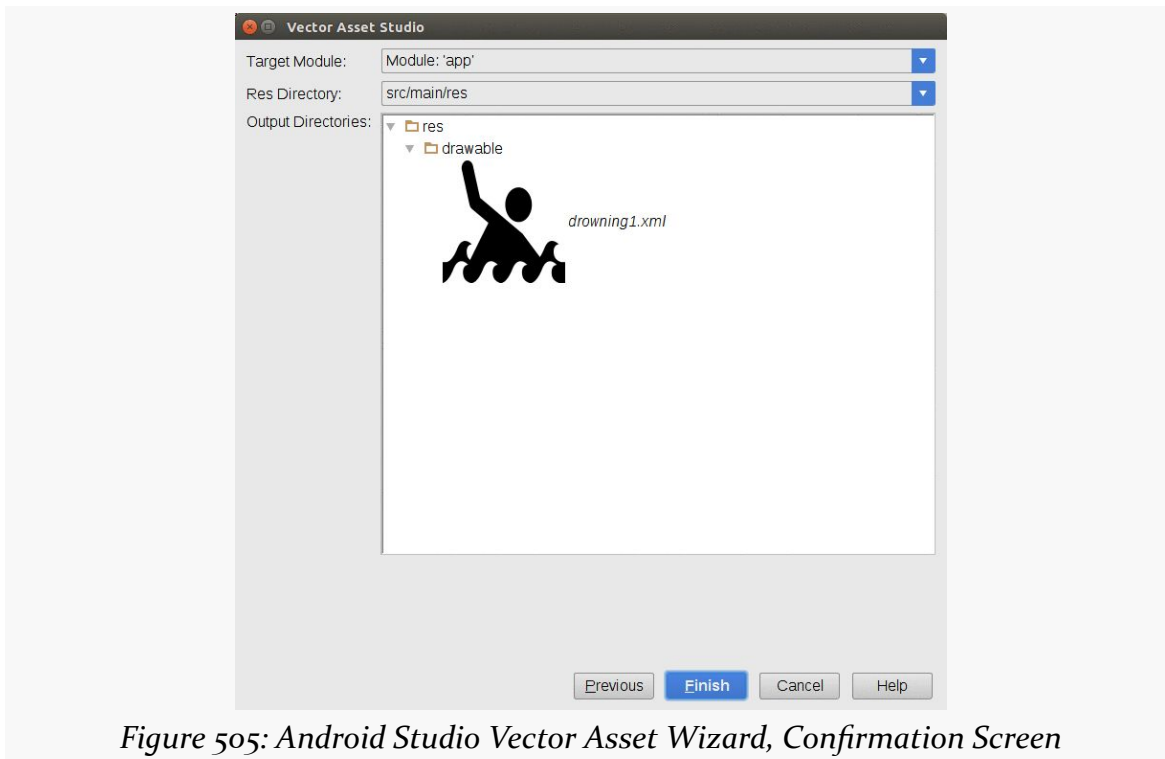 Vector Asset Studio
Target Module: Module: 'app'
Res Directory: src/main/res
Output Directories: res
drawable
drowning1.xml
Previous Finish Cancel Help
Figure 505: Android Studio Vector Asset Wizard, Confirmation Screen